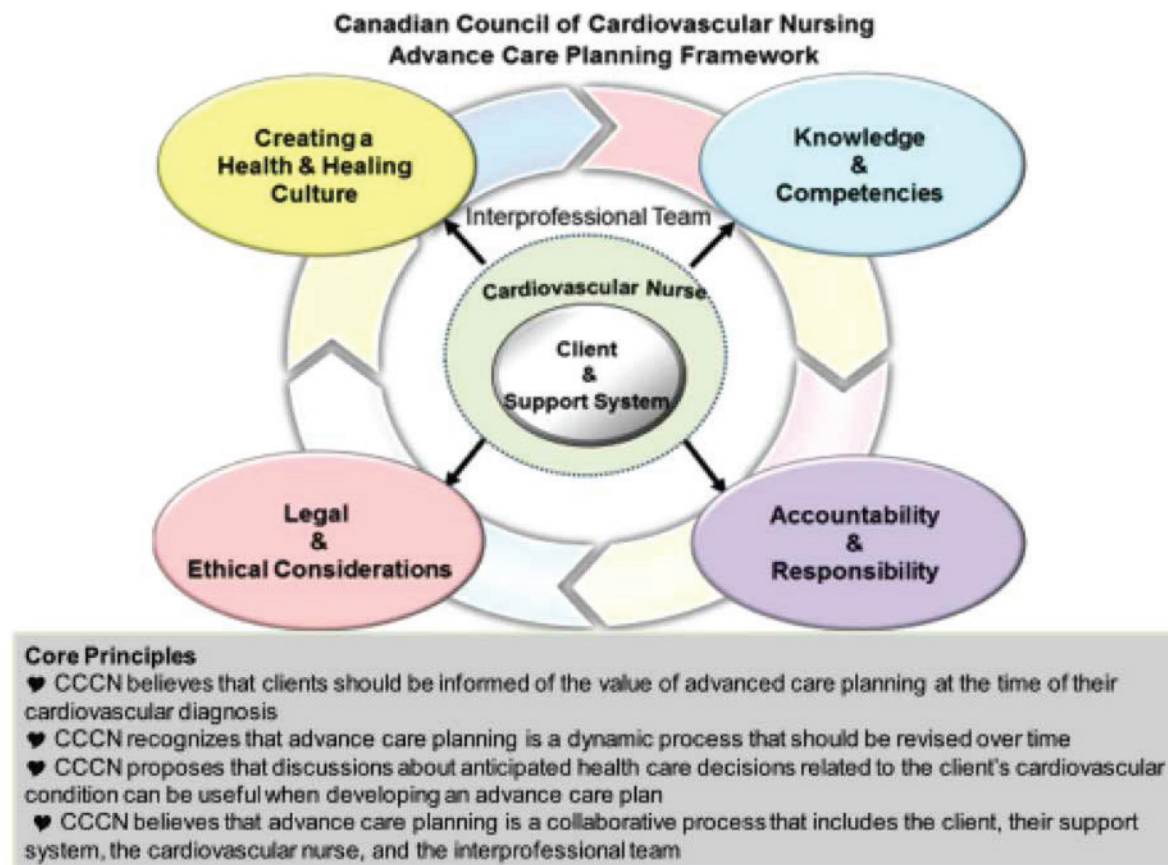 Canadian Council of Cardiovascular Nursing
Advance Care Planning Framework
Creating a
Health & Healing
Culture
Knowledge
&
Competencies
Interprofessional Team
Cardiovascular Nurse
Client
&
Support System
Legal
&
Ethical Considerations
Accountability
&
Responsibility
Core Principles
♥ CCCN believes that clients should be informed of the value of advanced care planning at the time of their
cardiovascular diagnosis
♥ CCCN recognizes that advance care planning is a dynamic process that should be revised over time
♥ CCCN proposes that discussions about anticipated health care decisions related to the client's cardiovascular
condition can be useful when developing an advance care plan
♥ CCCN believes that advance care planning is a collaborative process that includes the client, their support
system, the cardiovascular nurse, and the interprofessional team